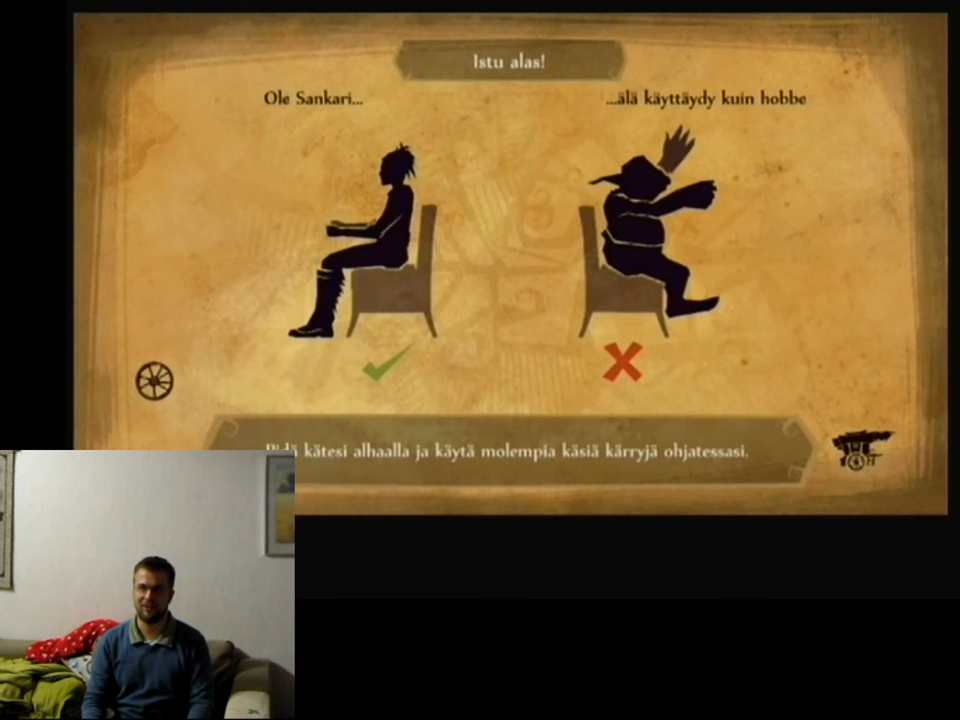 Istu alas!
Ole Sankari...
...älä käyttäydy kuin hobbe
Pidä kätesi alhaalla ja käytä molempia käsiä kärryjä ohjatessasi.